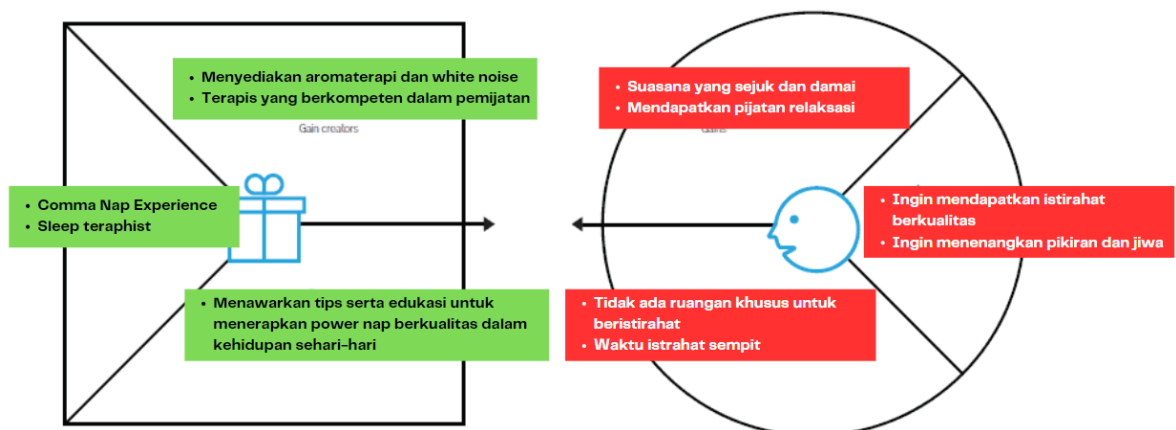 • Menyediakan aromaterapi dan white noise
• Terapis yang berkompeten dalam pemijatan
Gain creators
• Comma Nap Experience
• Sleep teraphist
• Menawarkan tips serta edukasi untuk
menerapkan power nap berkualitas dalam
kehidupan sehari-hari
• Suasana yang sejuk dan damai
• Mendapatkan pijatan relaksasi
• Ingin mendapatkan istirahat
berkualitas
• Ingin menenangkan pikiran dan jiwa
• Tidak ada ruangan khusus untuk
beristirahat
• Waktu istrahat sempit